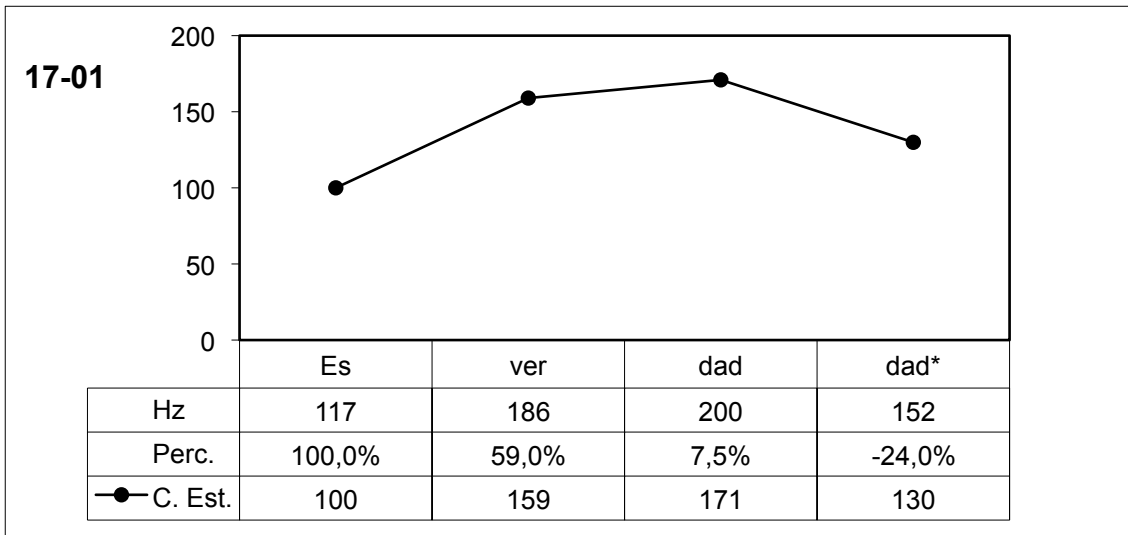 17-01
200
150
100
50
0
Es ver dad dad*
Hz 117 186 200 152
Perc. 100,0% 59,0% 7,5% -24,0%
C. Est. 100 159 171 130